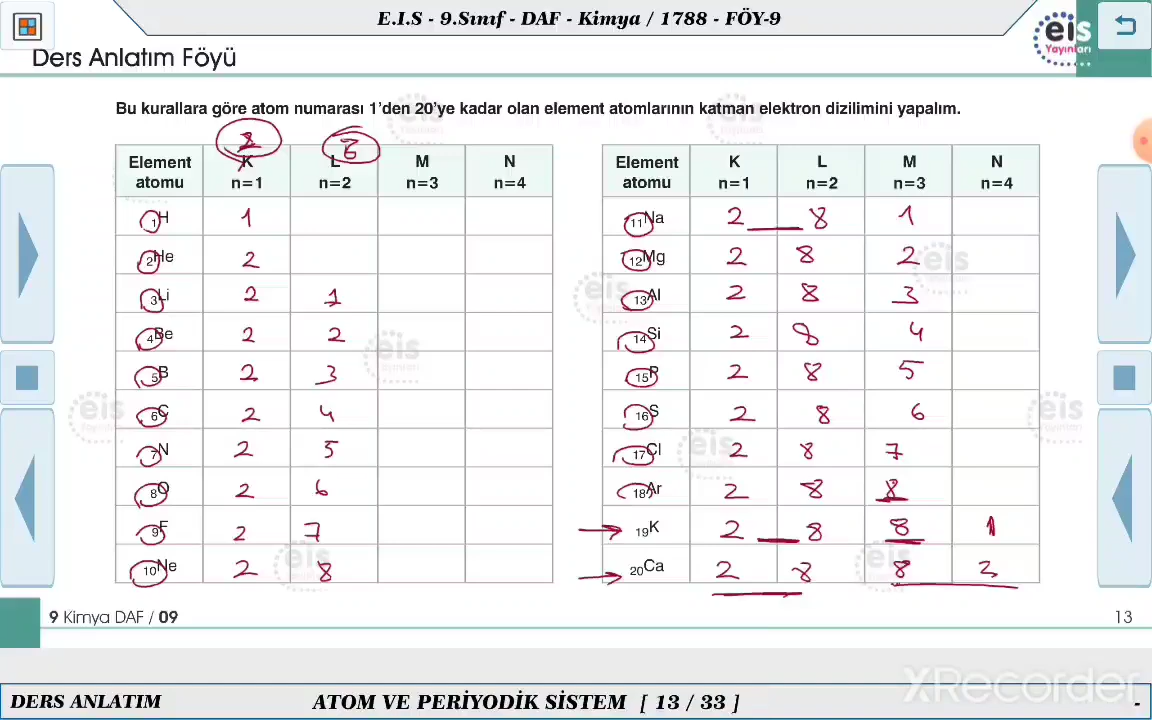 E.I.S - 9.Sınıf - DAF - Kimya / 1788 - FÖY-9
eis
Yayınları
Ders Anlatım Föyü
Bu kurallara göre atom numarası 1'den 20'ye kadar olan element atomlarının katman elektron dizilimini yapalım.
2 8
Element atomu K n=1 L n=2 M n=3 N n=4
1H 1
2He 2
3Li 2 1
4Be 2 2
5B 2 3
6C 2 4
7N 2 5
8O 2 6
9F 2 7
10Ne 2 8
Element atomu K n=1 L n=2 M n=3 N n=4
11Na 2 8 1
12Mg 2 8 2
13Al 2 8 3
14Si 2 8 4
15P 2 8 5
16S 2 8 6
17Cl 2 8 7
18Ar 2 8 8
19K 2 8 8 1
20Ca 2 8 8 2
9 Kimya DAF / 09
13
XRecorder
DERS ANLATIM
ATOM VE PERİYODİK SİSTEM [ 13 / 33 ]
-